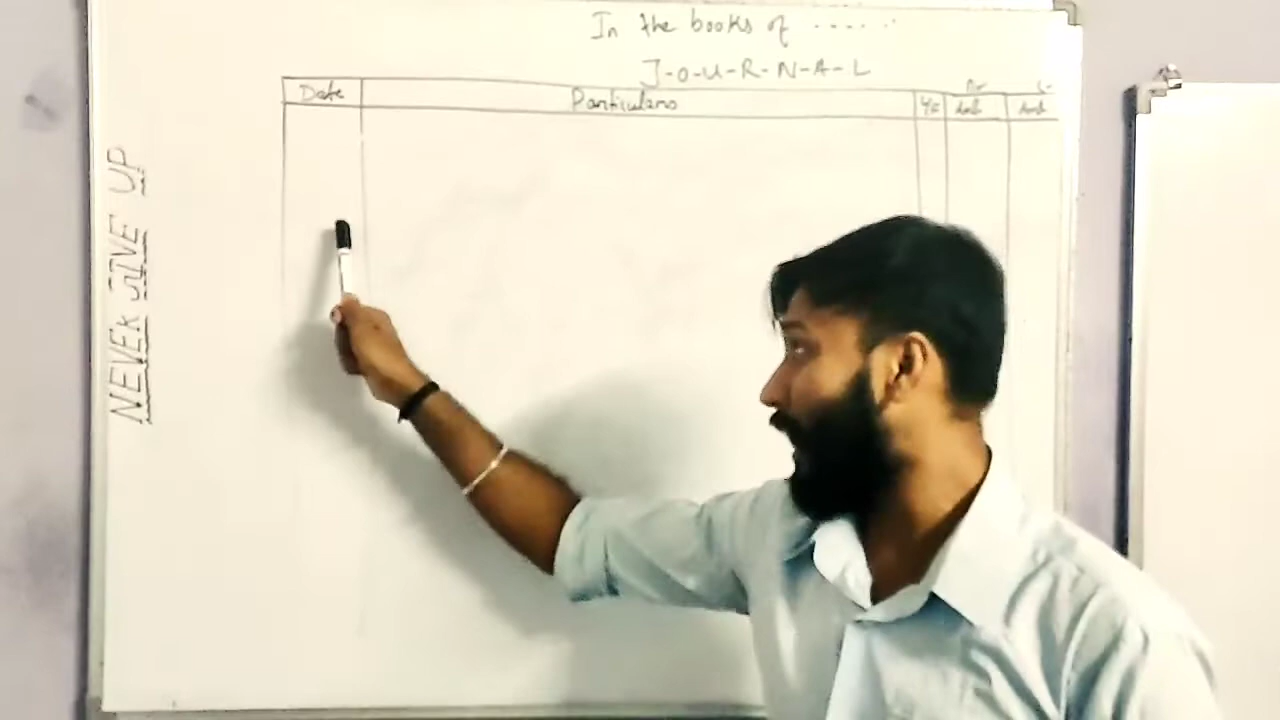 In the books of ......
J-O-U-R-N-A-L
Date Particulars L/F Dr Amt Cr Amt
NEVER GIVE UP